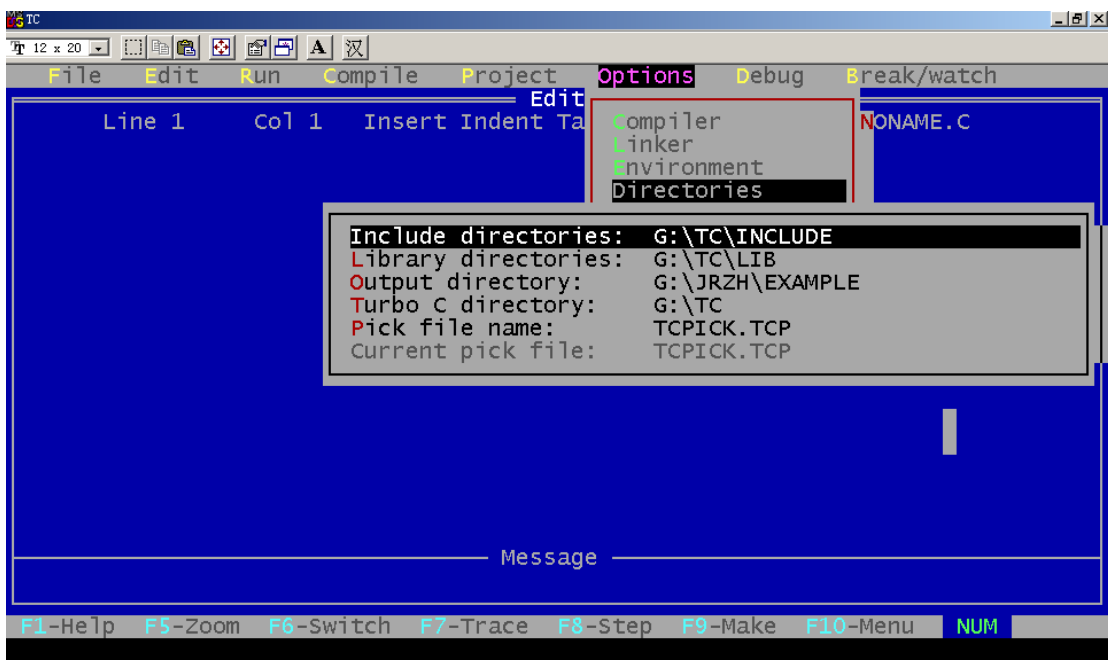 TC
12 x 20 A 汉
File Edit Run Compile Project Options Debug Break/watch
Edit
Line 1 Col 1 Insert Indent Ta NONAME.C
Compiler
Linker
Environment
Directories
Include directories: G:\TC\INCLUDE
Library directories: G:\TC\LIB
Output directory: G:\JRZH\EXAMPLE
Turbo C directory: G:\TC
Pick file name: TCPICK.TCP
Current pick file: TCPICK.TCP
Message
F1-Help F5-Zoom F6-Switch F7-Trace F8-Step F9-Make F10-Menu NUM